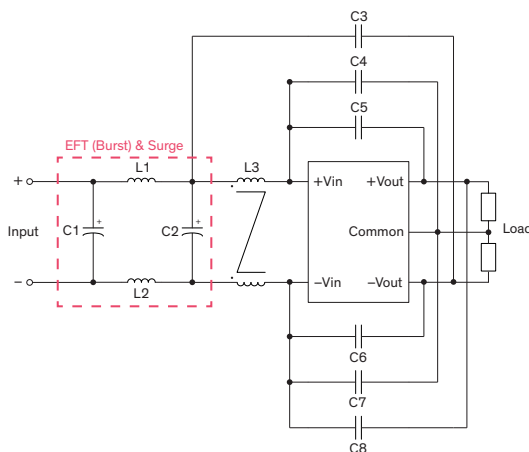 C3
C4
C5
EFT (Burst) & Surge
L1
L3
+
+Vin
+Vout
Input
C1
+
C2
+
Common
Load
−
−Vin
−Vout
L2
C6
C7
C8